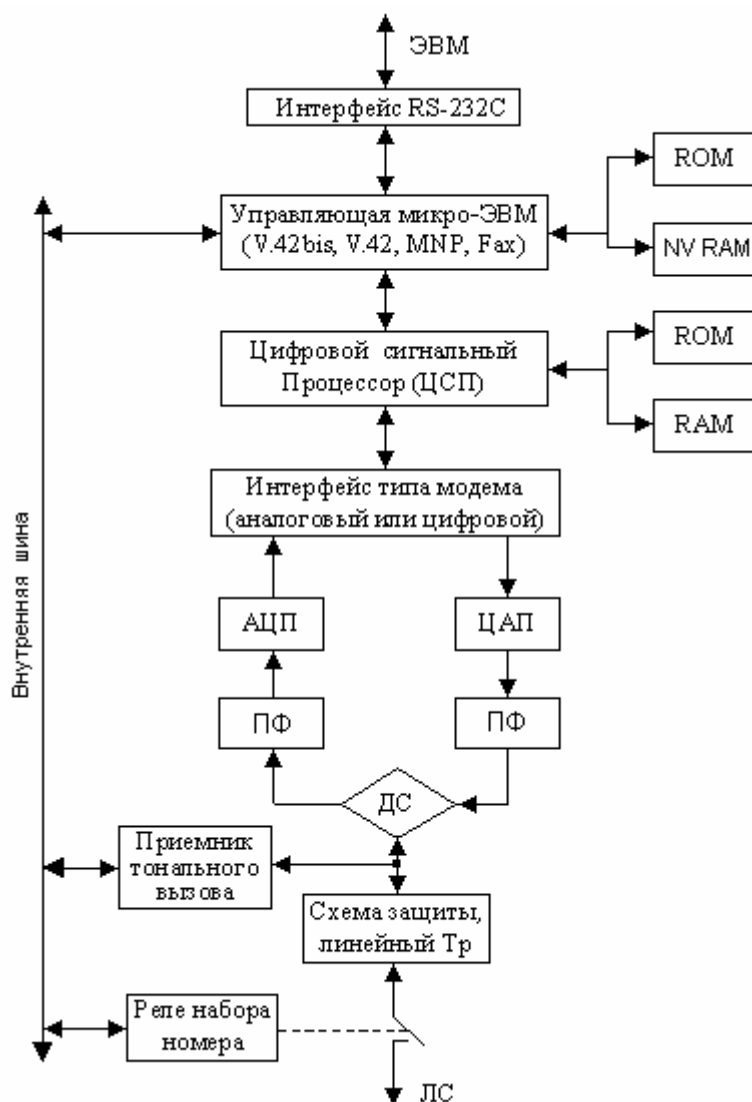 ЭВМ
Интерфейс RS-232C
ROM
Управляющая микро-ЭВМ
(V.42bis, V.42, MNP, Fax)
NV RAM
ROM
Цифровой сигнальный
Процессор (ЦСП)
RAM
Интерфейс типа модема
(аналоговый или цифровой)
Внутренняя шина
АЦП
ЦАП
ПФ
ПФ
ДС
Приемник
тонального
вызова
Схема защиты,
линейный Тр
Реле набора
номера
ЛС